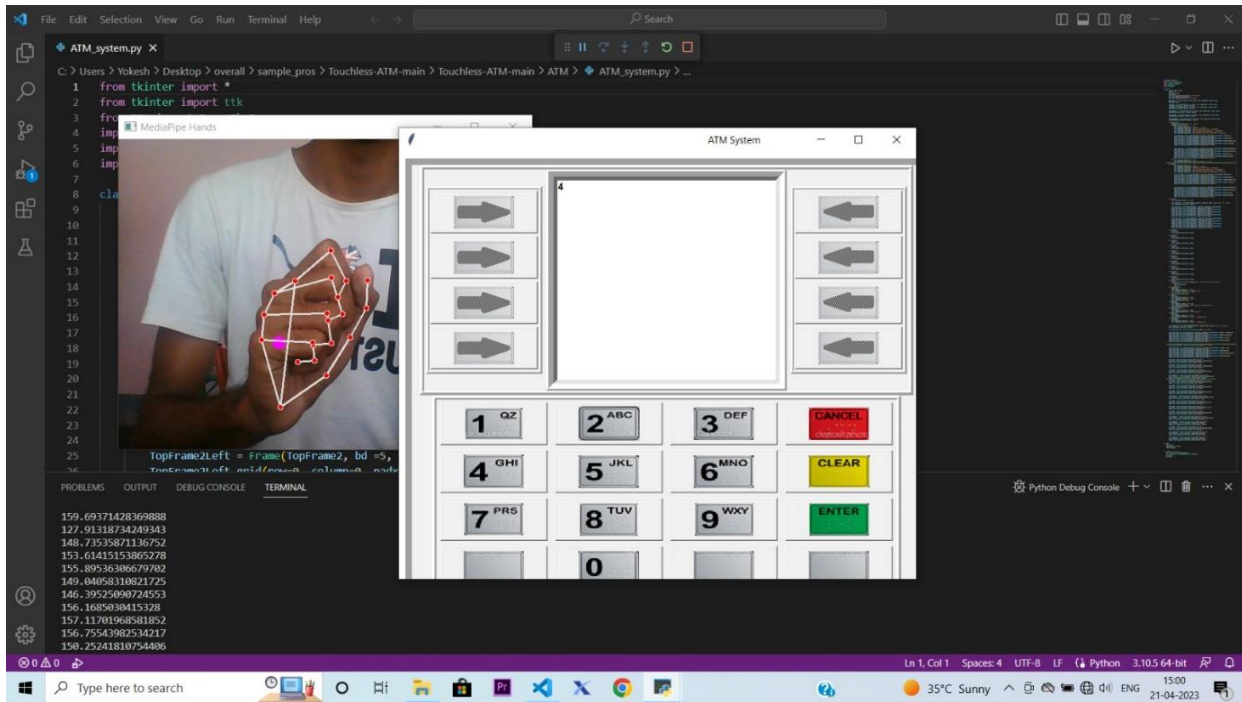 File Edit Selection View Go Run Terminal Help
Search
ATM_system.py
C: > Users > Yokesh > Desktop > overall > sample_pros > Touchless-ATM-main > Touchless-ATM-main > ATM > ATM_system.py > ...
1 from tkinter import *
2 from tkinter import ttk
3 fro
4 imp
5 imp
6 imp
7
8 cla
9
10
11
12
13
14
15
16
17
18
19
20
21
22
23
24
25 TopFrame2Left = Frame(TopFrame2, bd =5,
MediaPipe Hands
ATM System
4
1 QZ
2 ABC
3 DEF
CANCEL
4 GHI
5 JKL
6 MNO
CLEAR
7 PRS
8 TUV
9 WXY
ENTER
0
PROBLEMS OUTPUT DEBUG CONSOLE TERMINAL
Python Debug Console
159.69371428369888
127.91318734249343
148.73535871136752
153.61415153865278
155.89536306679702
149.04058310821725
146.39525090724553
156.1685030415328
157.11701968581852
156.75543982534217
150.25241810754406
0 0
Ln 1, Col 1 Spaces: 4 UTF-8 LF Python 3.10.5 64-bit
Type here to search
Pr
35°C Sunny
ENG
15:00
21-04-2023